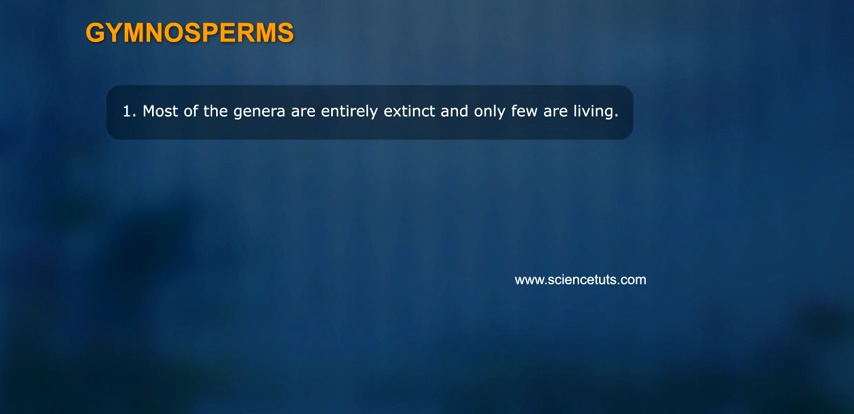 GYMNOSPERMS
1. Most of the genera are entirely extinct and only few are living.
www.sciencetuts.com